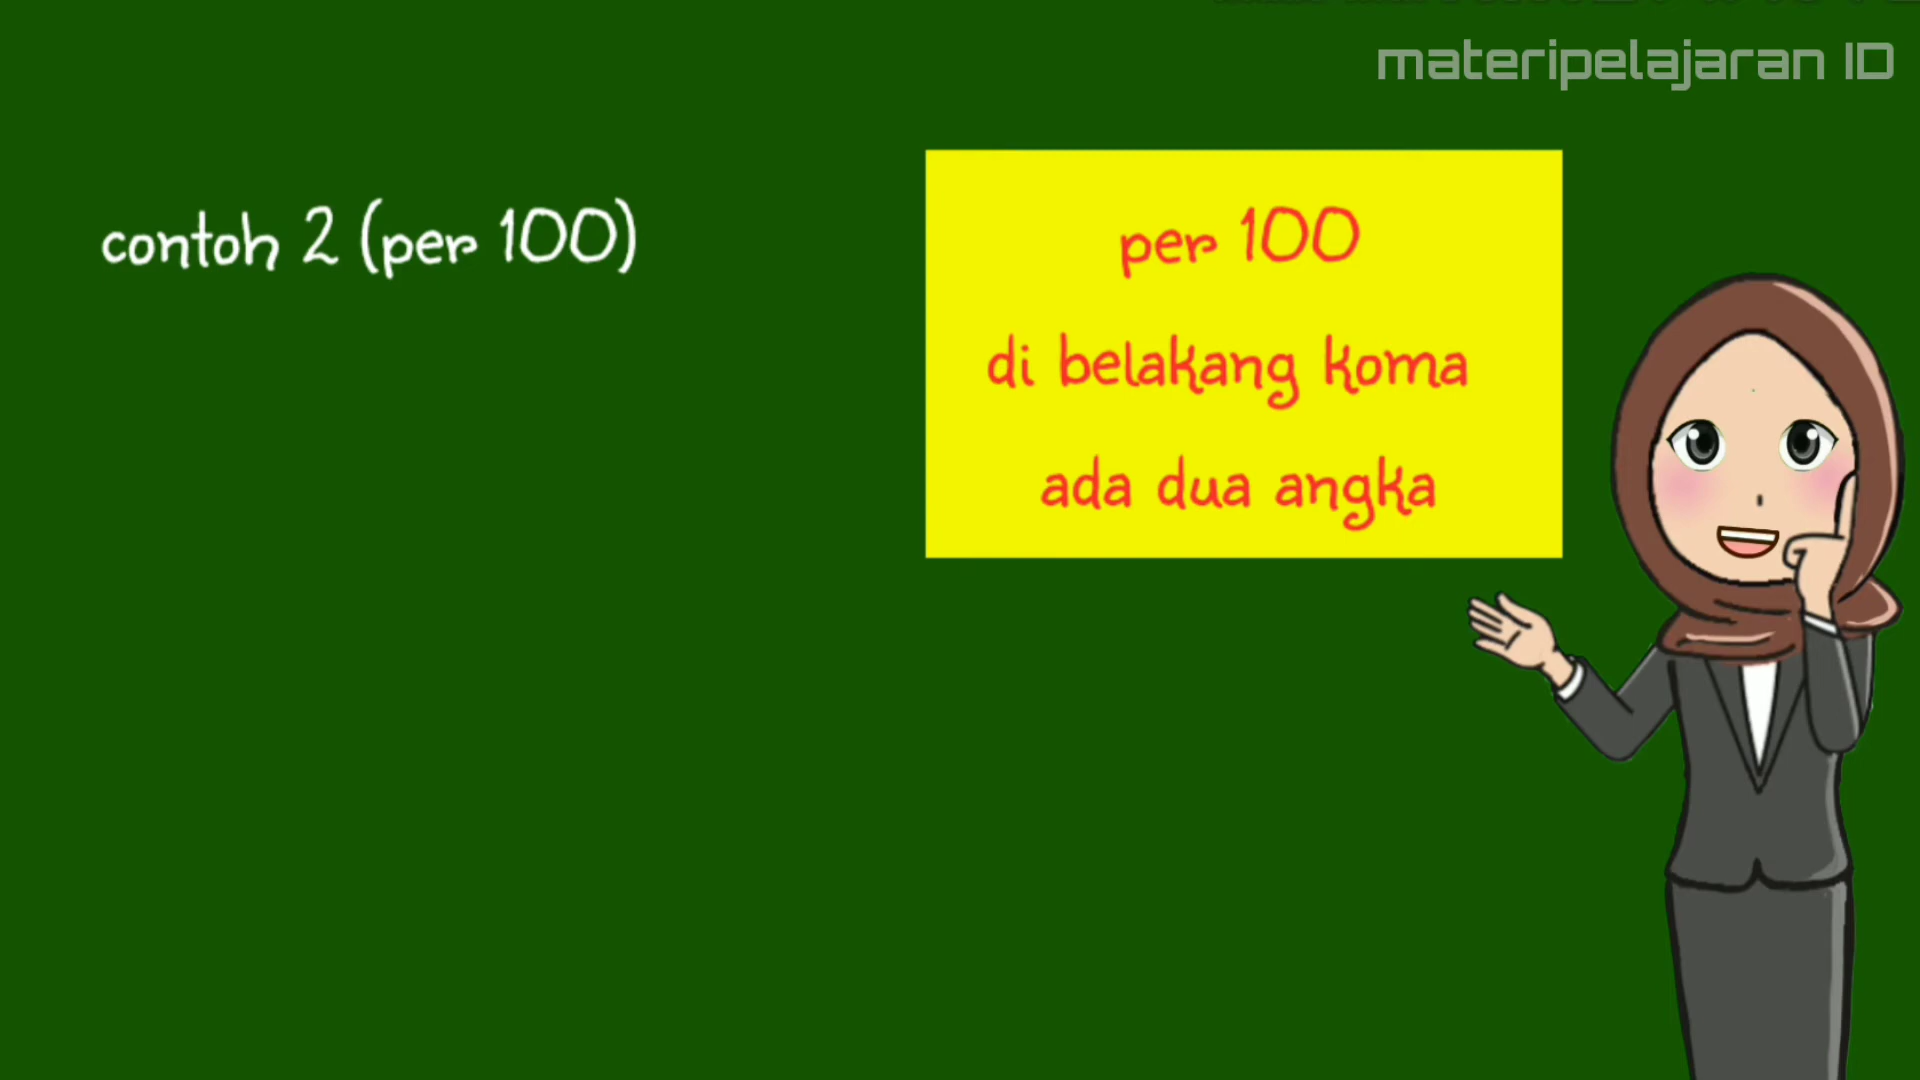 materipelajaran ID
contoh 2 (per 100)
per 100
di belakang koma
ada dua angka